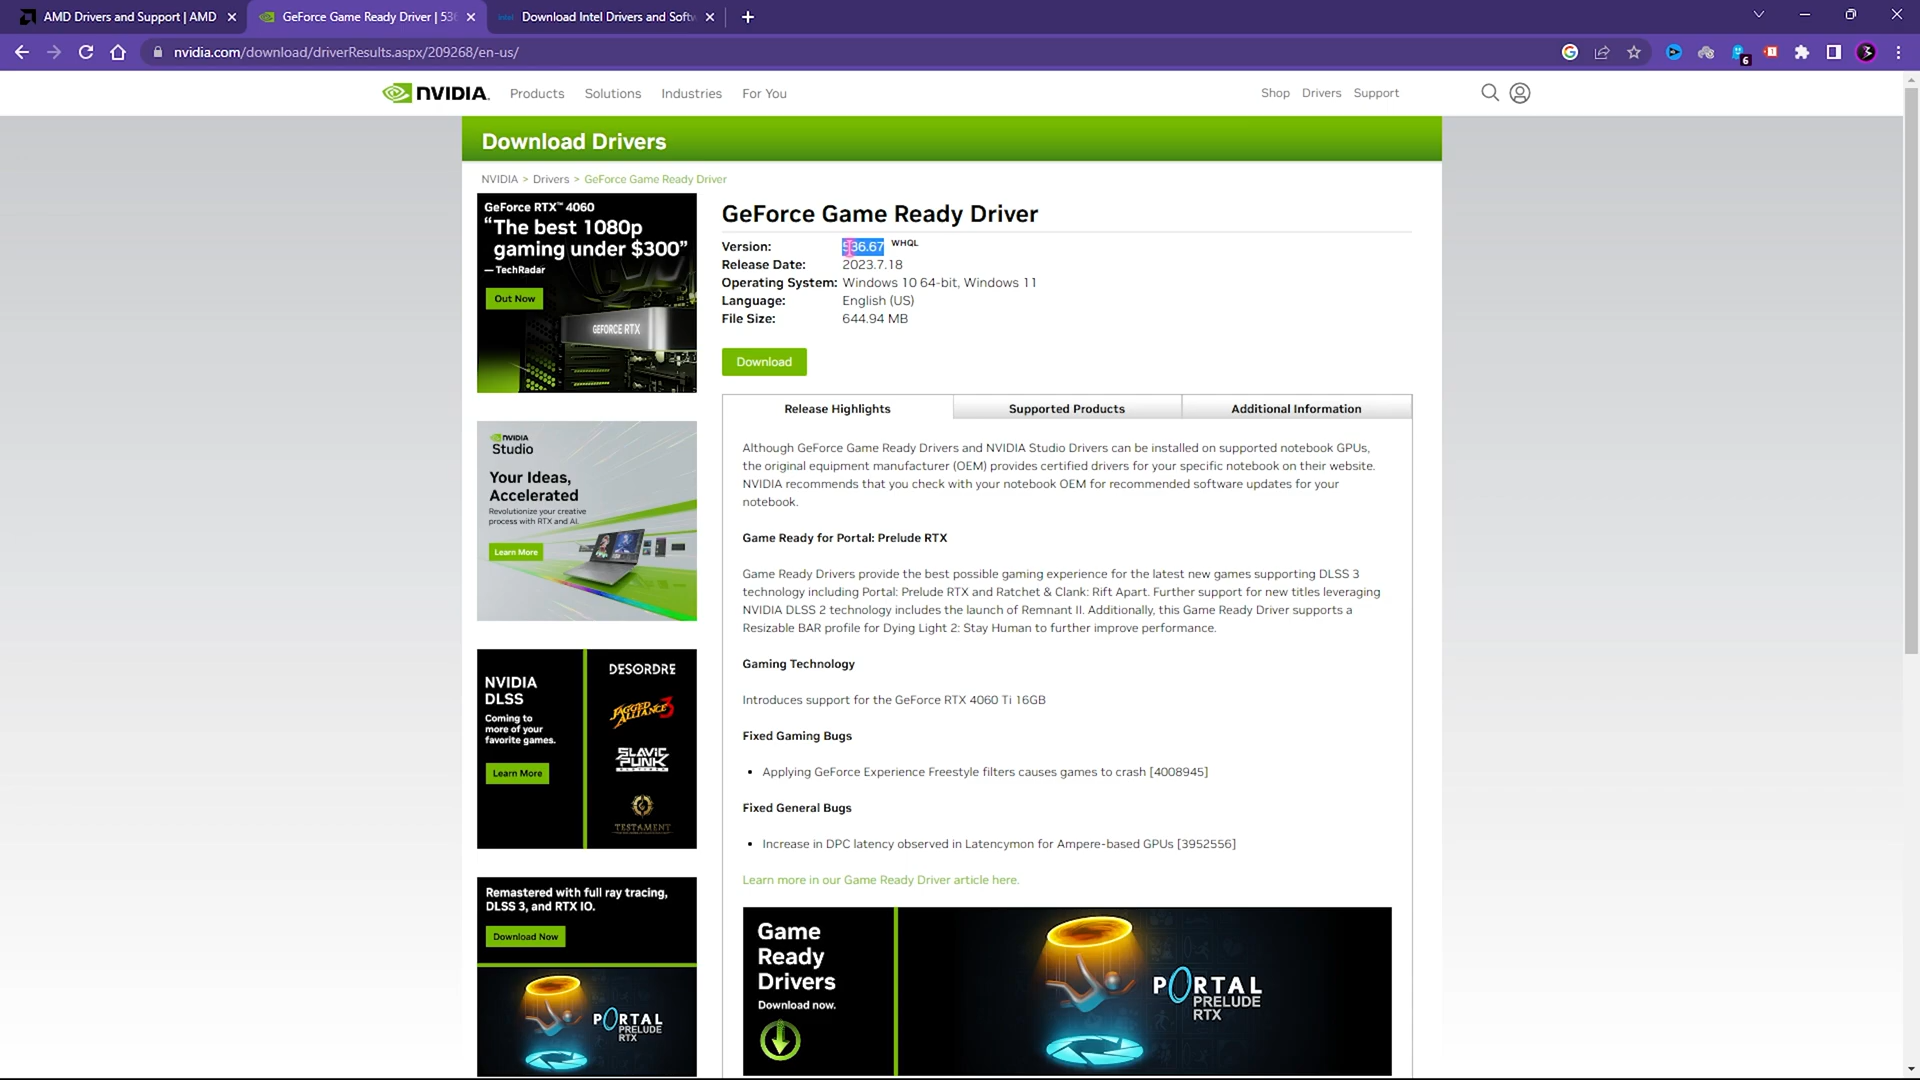 AMD Drivers and Support | AMD
GeForce Game Ready Driver | 536
Download Intel Drivers and Softw
nvidia.com/download/driverResults.aspx/209268/en-us/
6
NVIDIA.
Products
Solutions
Industries
For You
Shop
Drivers
Support
Download Drivers
NVIDIA > Drivers > GeForce Game Ready Driver
GeForce RTX™ 4060
“The best 1080p
gaming under $300”
— TechRadar
Out Now
GEFORCE RTX
GeForce Game Ready Driver
Version: 536.67 WHQL
Release Date: 2023.7.18
Operating System: Windows 10 64-bit, Windows 11
Language: English (US)
File Size: 644.94 MB
Download
Release Highlights
Supported Products
Additional Information
Although GeForce Game Ready Drivers and NVIDIA Studio Drivers can be installed on supported notebook GPUs,
the original equipment manufacturer (OEM) provides certified drivers for your specific notebook on their website.
NVIDIA recommends that you check with your notebook OEM for recommended software updates for your
notebook.
Game Ready for Portal: Prelude RTX
Game Ready Drivers provide the best possible gaming experience for the latest new games supporting DLSS 3
technology including Portal: Prelude RTX and Ratchet & Clank: Rift Apart. Further support for new titles leveraging
NVIDIA DLSS 2 technology includes the launch of Remnant II. Additionally, this Game Ready Driver supports a
Resizable BAR profile for Dying Light 2: Stay Human to further improve performance.
Gaming Technology
Introduces support for the GeForce RTX 4060 Ti 16GB
Fixed Gaming Bugs
• Applying GeForce Experience Freestyle filters causes games to crash [4008945]
Fixed General Bugs
• Increase in DPC latency observed in Latencymon for Ampere-based GPUs [3952556]
Learn more in our Game Ready Driver article here.
Game
Ready
Drivers
Download now.
PORTAL
PRELUDE
RTX
NVIDIA
Studio
Your Ideas,
Accelerated
Revolutionize your creative
process with RTX and AI.
Learn More
NVIDIA
DLSS
Coming to
more of your
favorite games.
Learn More
DESORDRE
JAGGED
ALLIANCE 3
SLAVIC
PUNK
TESTAMENT
Remastered with full ray tracing,
DLSS 3, and RTX IO.
Download Now
PORTAL
PRELUDE
RTX